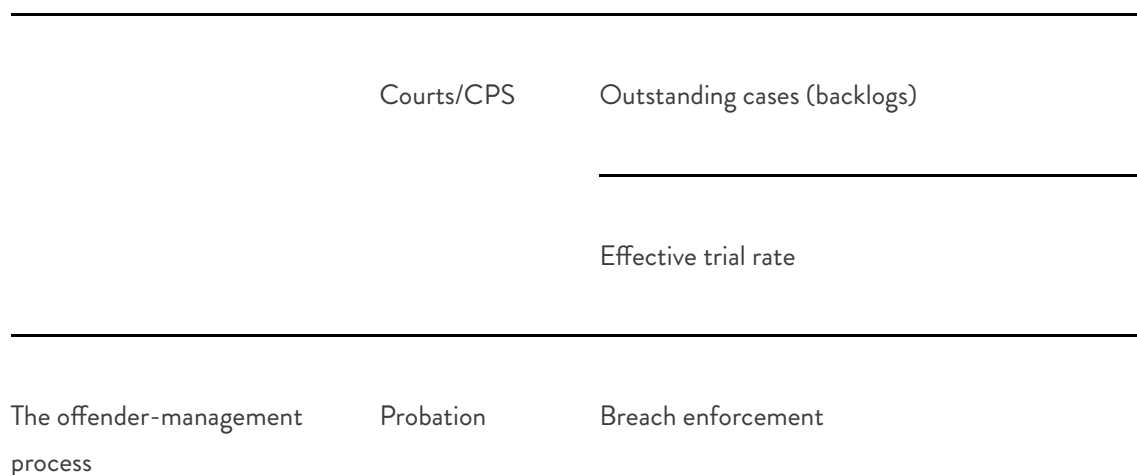 Courts/CPS Outstanding cases (backlogs)
Effective trial rate
The offender-management Probation Breach enforcement
process